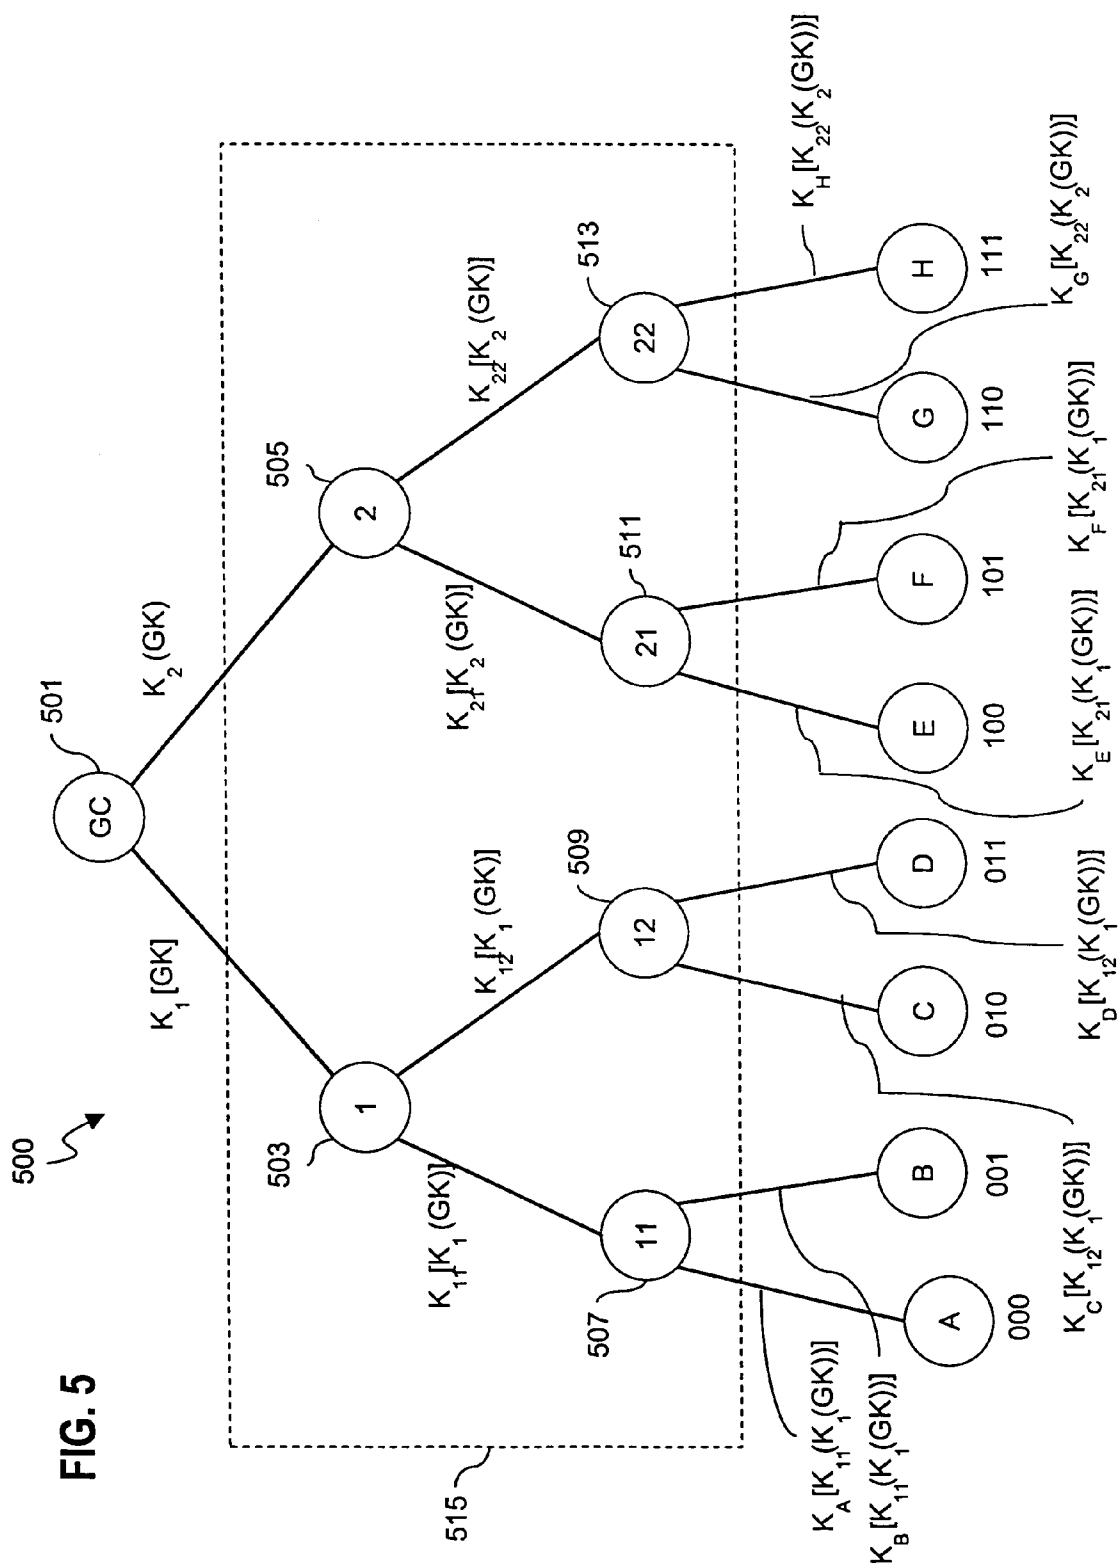 FIG. 5
500
GC
501
K1[GK]
K2(GK)
1
503
2
505
K11[K1(GK)]
K12[K1(GK)]
K21[K2(GK)]
K22[K2(GK)]
11
507
12
509
21
511
22
513
515
A
B
C
D
E
F
G
H
000
001
010
011
100
101
110
111
KA[K11(K1(GK))]
KB[K11(K1(GK))]
KC[K12(K1(GK))]
KD[K12(K1(GK))]
KE[K21(K1(GK))]
KF[K21(K1(GK))]
KG[K22(K2(GK))]
KH[K22(K2(GK))]